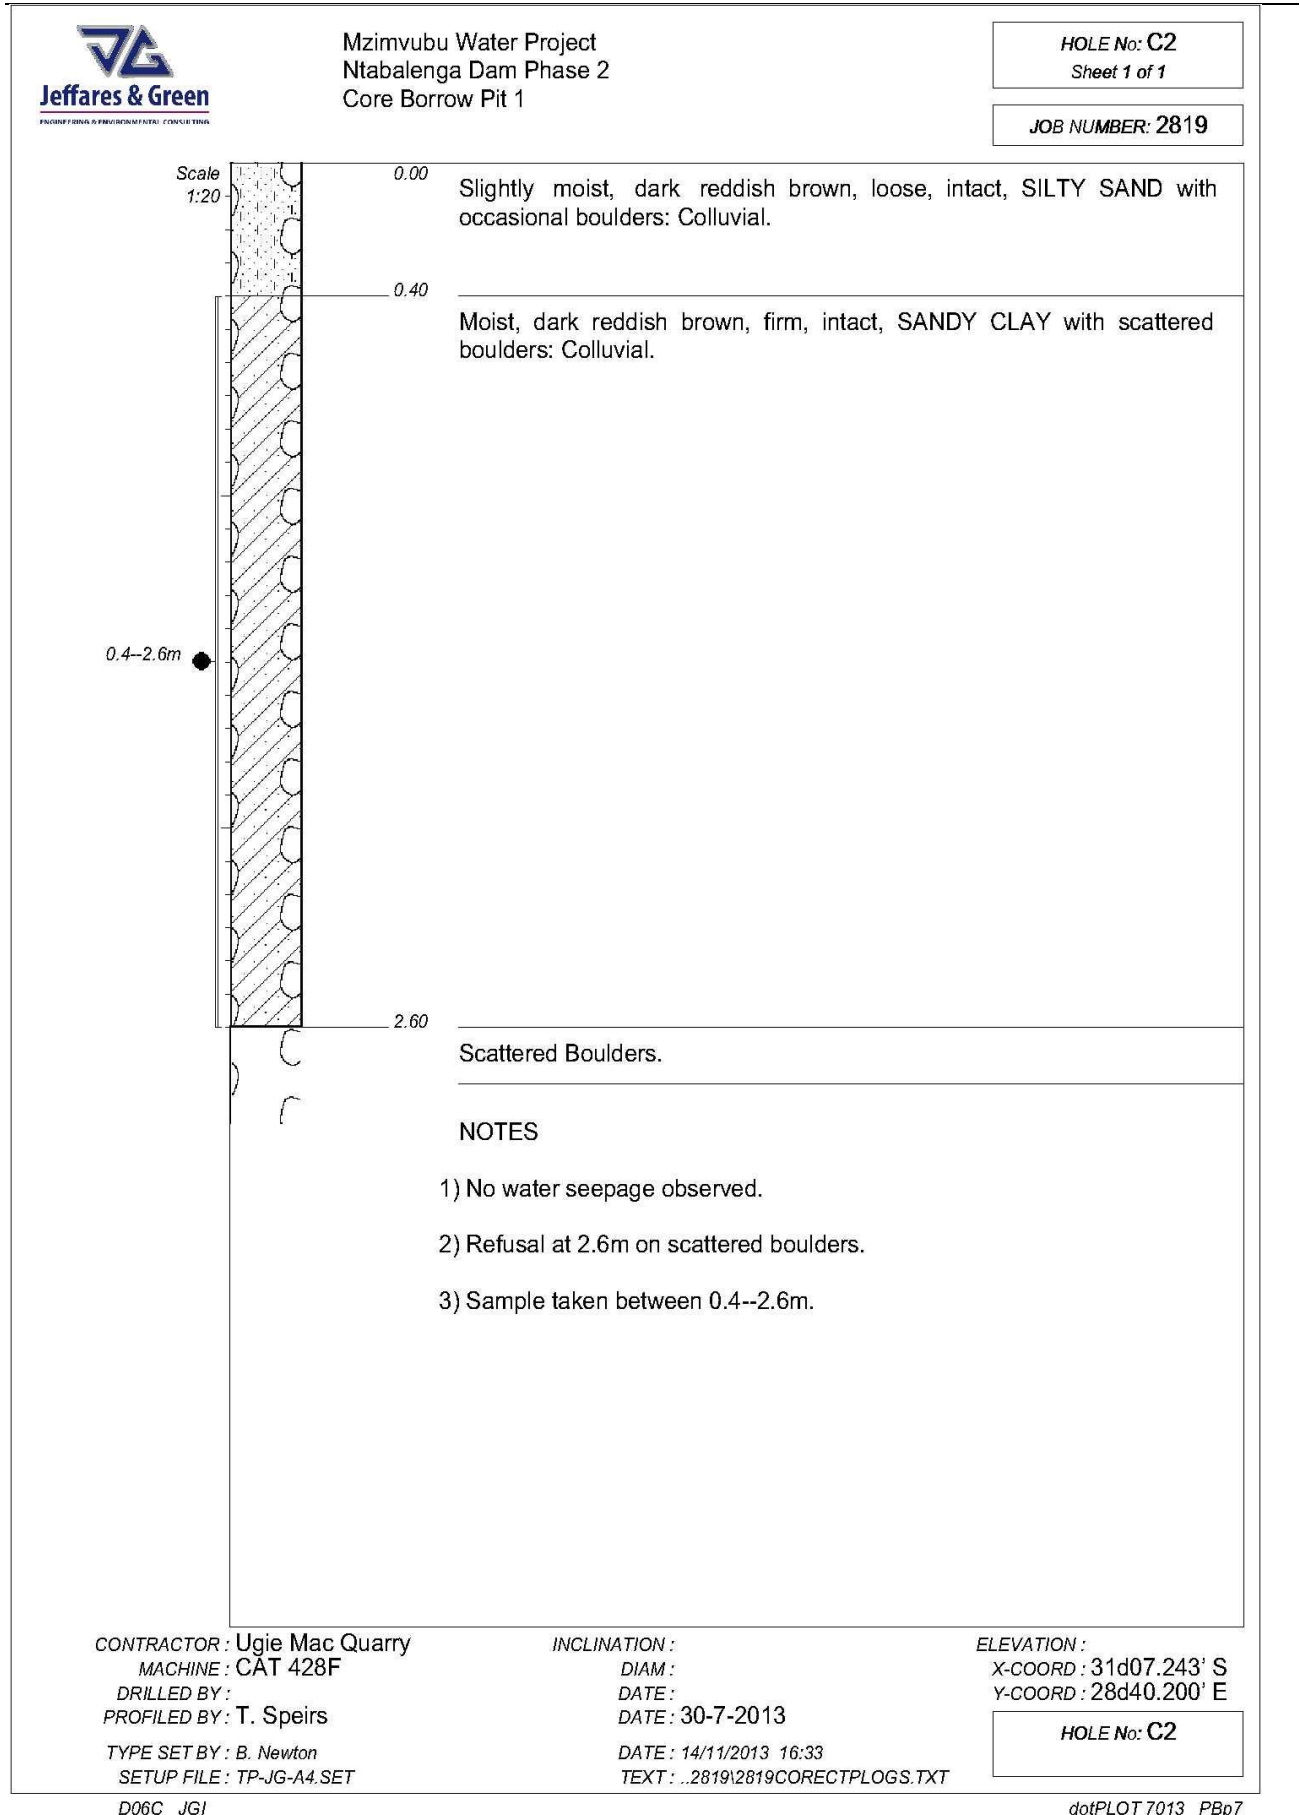 Jeffares & Green
ENGINEERING & ENVIRONMENTAL CONSULTING
Mzimvubu Water Project
Ntabalenga Dam Phase 2
Core Borrow Pit 1
HOLE No: C2
Sheet 1 of 1
JOB NUMBER: 2819
Scale
1:20
0.00
Slightly moist, dark reddish brown, loose, intact, SILTY SAND with
occasional boulders: Colluvial.
0.40
Moist, dark reddish brown, firm, intact, SANDY CLAY with scattered
boulders: Colluvial.
0.4--2.6m
2.60
Scattered Boulders.
NOTES
1) No water seepage observed.
2) Refusal at 2.6m on scattered boulders.
3) Sample taken between 0.4--2.6m.
CONTRACTOR : Ugie Mac Quarry
MACHINE : CAT 428F
DRILLED BY :
PROFILED BY : T. Speirs
TYPE SET BY : B. Newton
SETUP FILE : TP-JG-A4.SET
INCLINATION :
DIAM :
DATE :
DATE : 30-7-2013
DATE : 14/11/2013 16:33
TEXT : ..2819\2819CORECTPLOGS.TXT
ELEVATION :
X-COORD : 31d07.243' S
Y-COORD : 28d40.200' E
HOLE No: C2
D06C JGI
dotPLOT 7013 PBp7